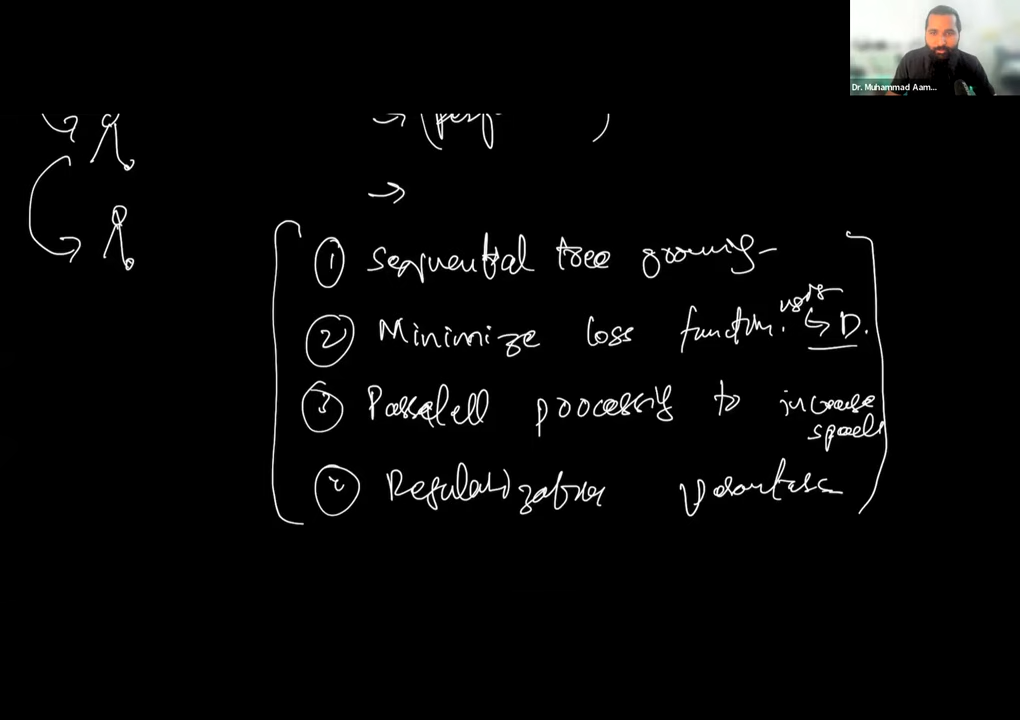 Dr. Muhammad Aam...
→
① Sequential tree growing
② Minimize loss function. using ↳ D.
③ Parallell processing to increase speed
④ Regularization